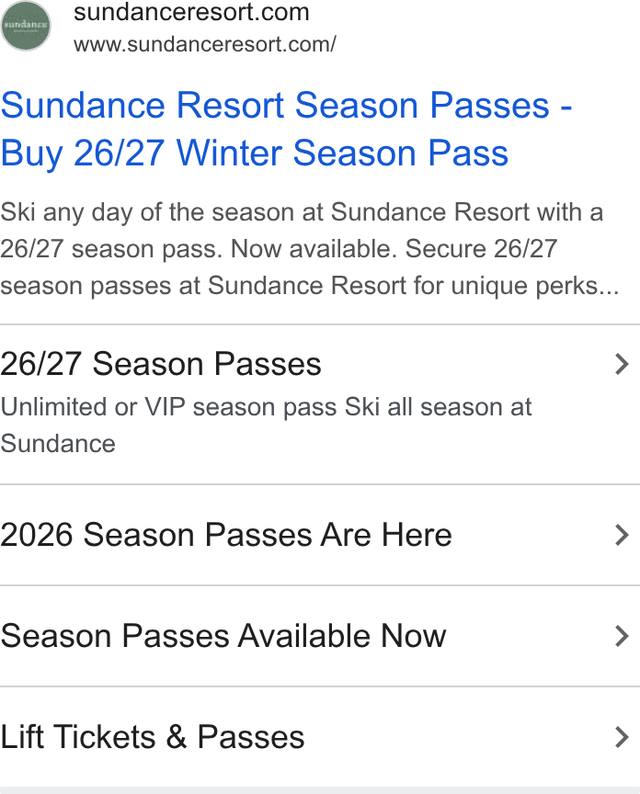 sundance
sundanceresort.com
www.sundanceresort.com/
Sundance Resort Season Passes -
Buy 26/27 Winter Season Pass
Ski any day of the season at Sundance Resort with a
26/27 season pass. Now available. Secure 26/27
season passes at Sundance Resort for unique perks...
26/27 Season Passes
Unlimited or VIP season pass Ski all season at
Sundance
2026 Season Passes Are Here
Season Passes Available Now
Lift Tickets & Passes